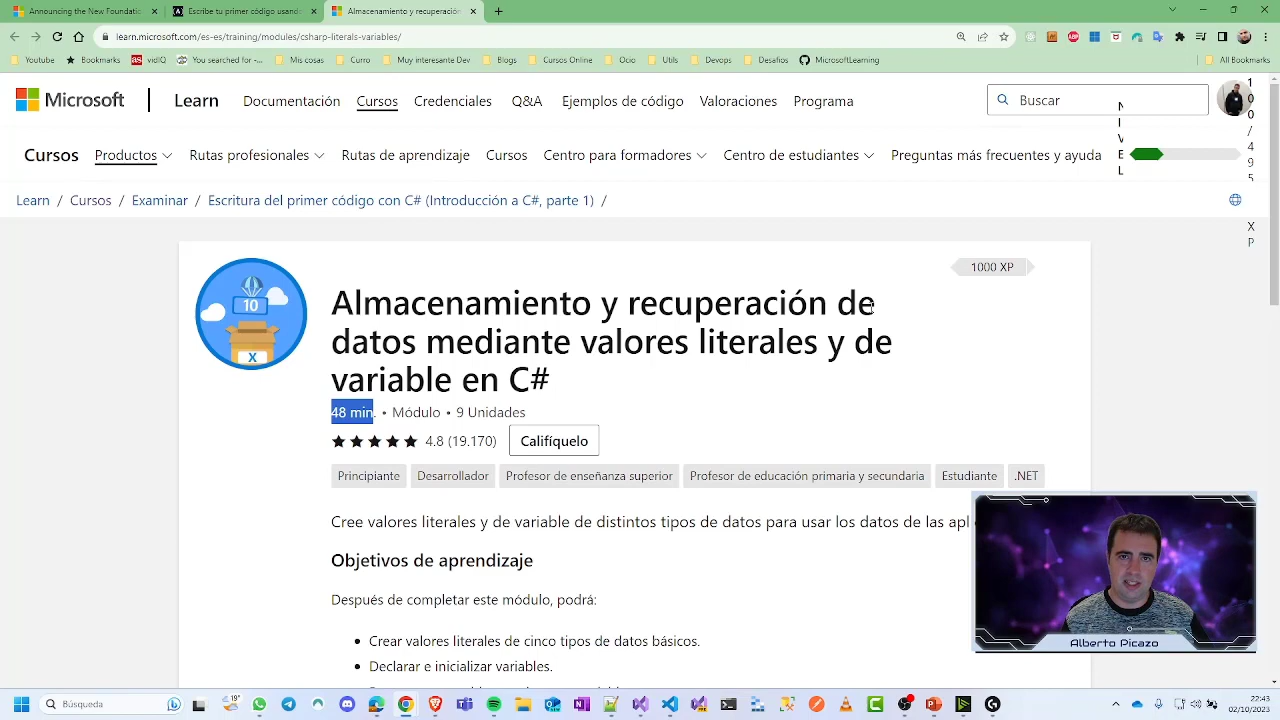 Announcing the New Foundatic
Escribe tu primer código usand
Almacenamiento y recuperación
learn.microsoft.com/es-es/training/modules/csharp-literals-variables/
Youtube
Bookmarks
vidIQ
You searched for -...
Mis cosas
Curro
Muy interesante Dev
Blogs
Cursos Online
Ocio
Utils
Devops
Desafios
MicrosoftLearning
All Bookmarks
Microsoft
Learn
Documentación
Cursos
Credenciales
Q&A
Ejemplos de código
Valoraciones
Programa
Buscar
Cursos
Productos
Rutas profesionales
Rutas de aprendizaje
Cursos
Centro para formadores
Centro de estudiantes
Preguntas más frecuentes y ayuda
Learn / Cursos / Examinar / Escritura del primer código con C# (Introducción a C#, parte 1) /
X
P
1000 XP
10
X
Almacenamiento y recuperación de
datos mediante valores literales y de
variable en C#
48 min. • Módulo • 9 Unidades
4.8 (19.170)
Califíquelo
Principiante
Desarrollador
Profesor de enseñanza superior
Profesor de educación primaria y secundaria
Estudiante
.NET
Cree valores literales y de variable de distintos tipos de datos para usar los datos de las apl
Objetivos de aprendizaje
Después de completar este módulo, podrá:
• Crear valores literales de cinco tipos de datos básicos.
• Declarar e inicializar variables.
Alberto Picazo
Búsqueda
19°
22:43
02/10/2023